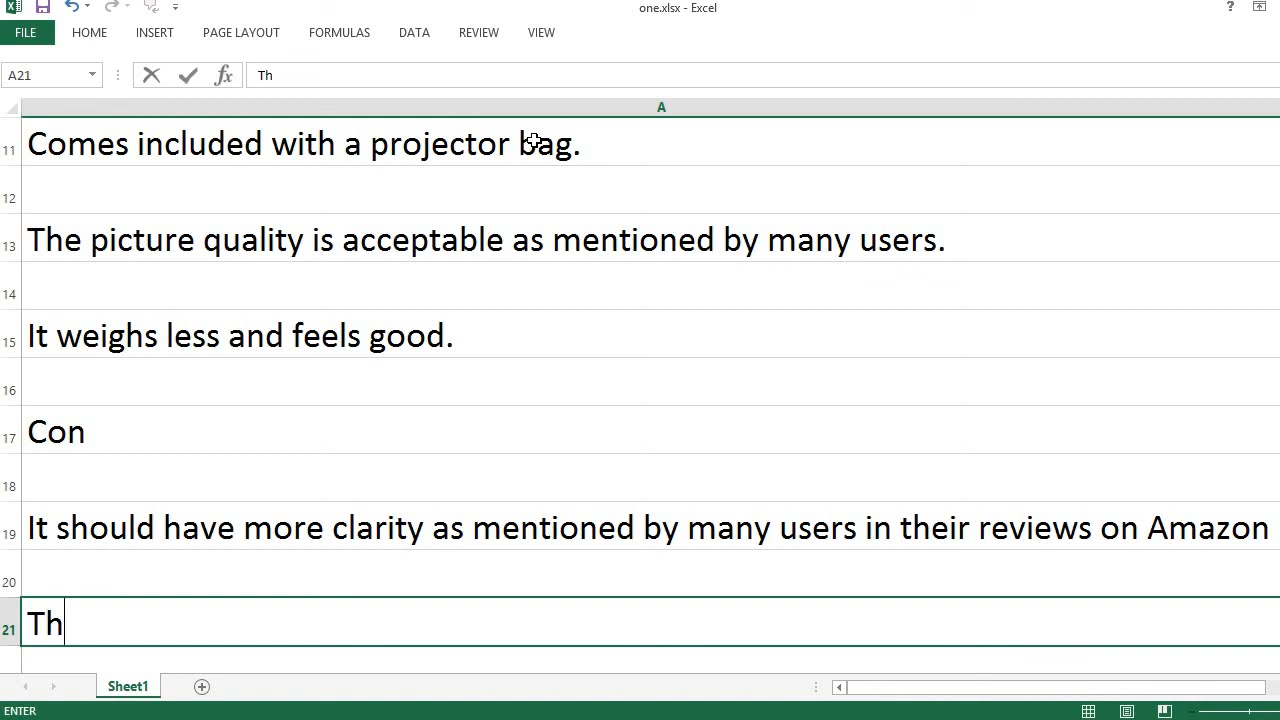 one.xlsx - Excel
?
FILE HOME INSERT PAGE LAYOUT FORMULAS DATA REVIEW VIEW
A21 fx Th
A
11 Comes included with a projector bag.
12
13 The picture quality is acceptable as mentioned by many users.
14
15 It weighs less and feels good.
16
17 Con
18
19 It should have more clarity as mentioned by many users in their reviews on Amazon
20
21 Th
Sheet1
ENTER